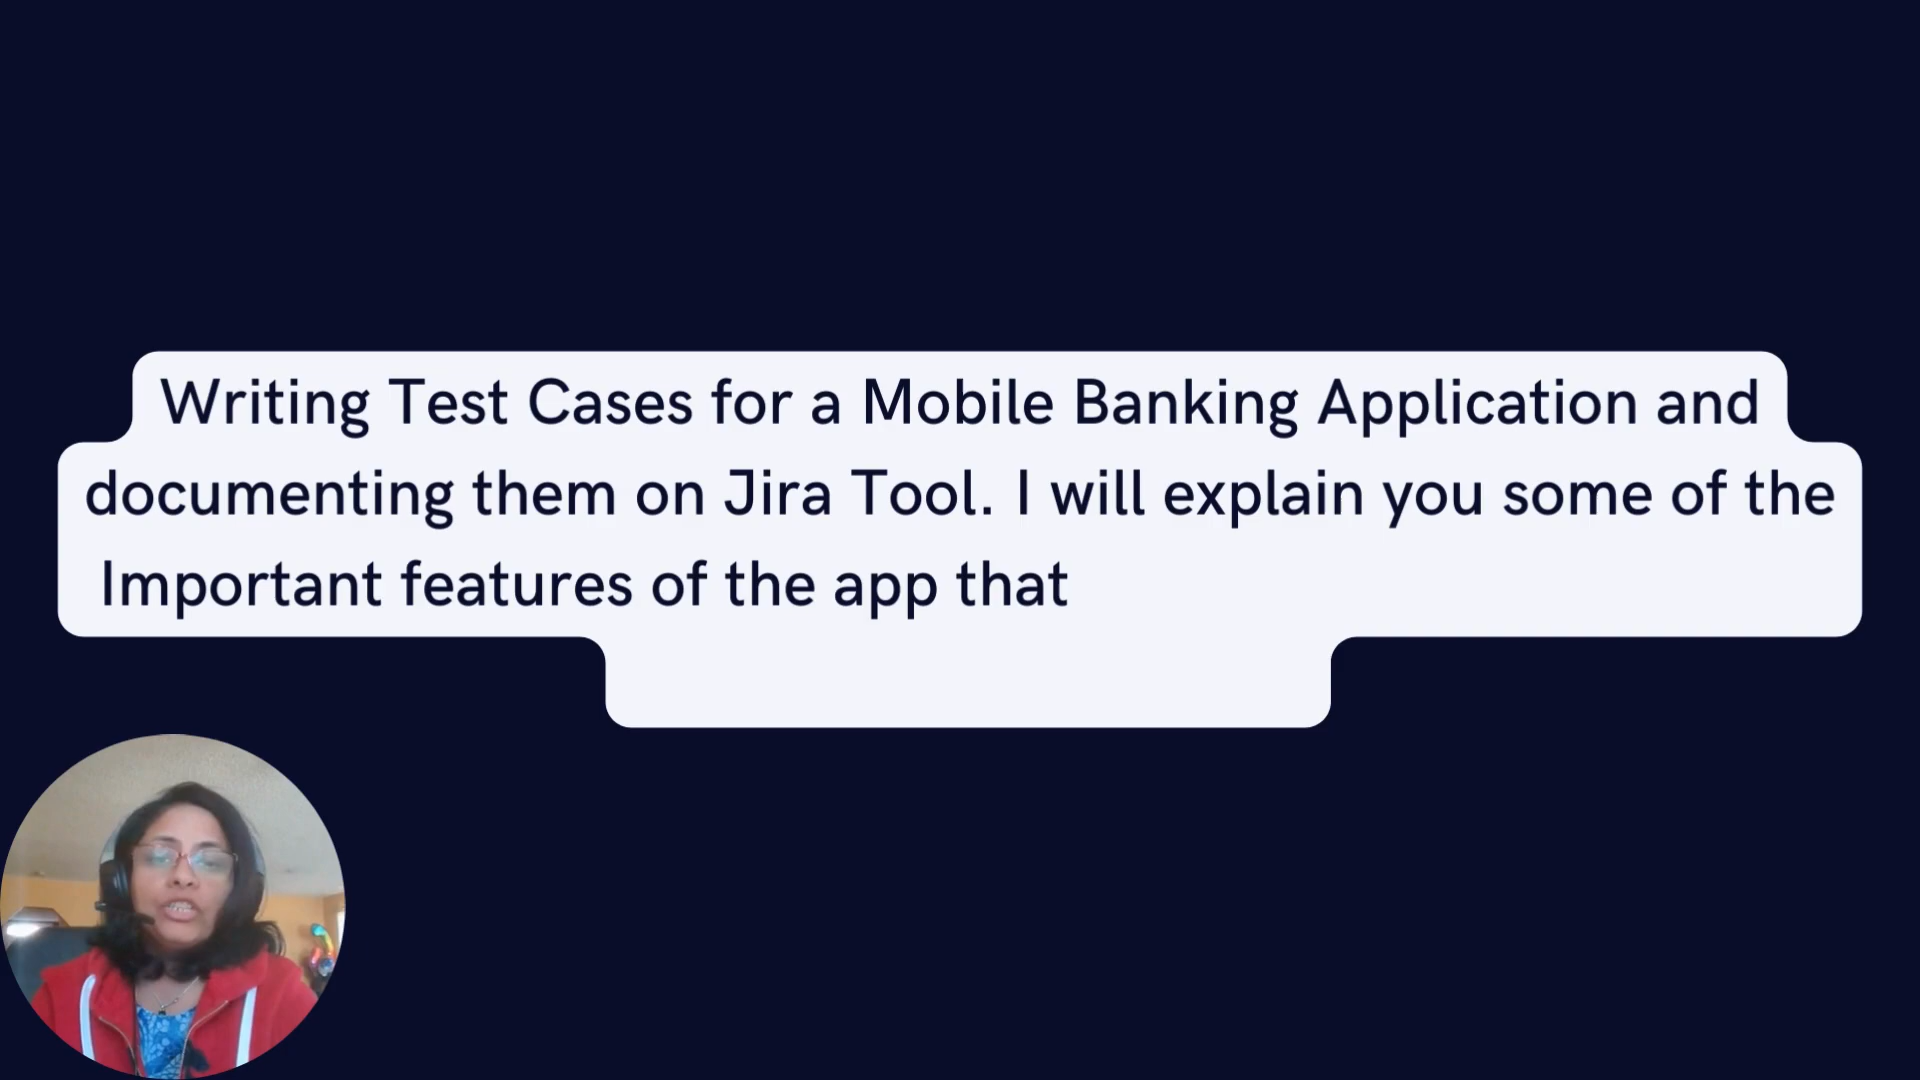 Writing Test Cases for a Mobile Banking Application and
documenting them on Jira Tool. I will explain you some of the
Important features of the app that